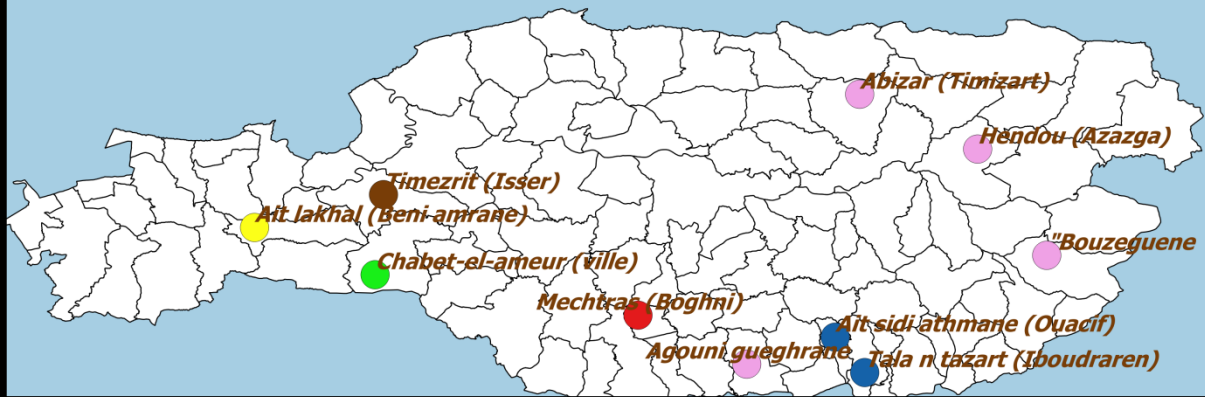 Abizar (Timizart)
Hendou (Azazga)
Timezrit (Isser)
Ait lakhal (Beni amrane)
"Bouzeguene
Chabet-el-ameur (ville)
Mechtras (Boghni)
Ait sidi athmane (Ouacif)
Agouni gueghrane
Tala n tazart (Iboudraren)